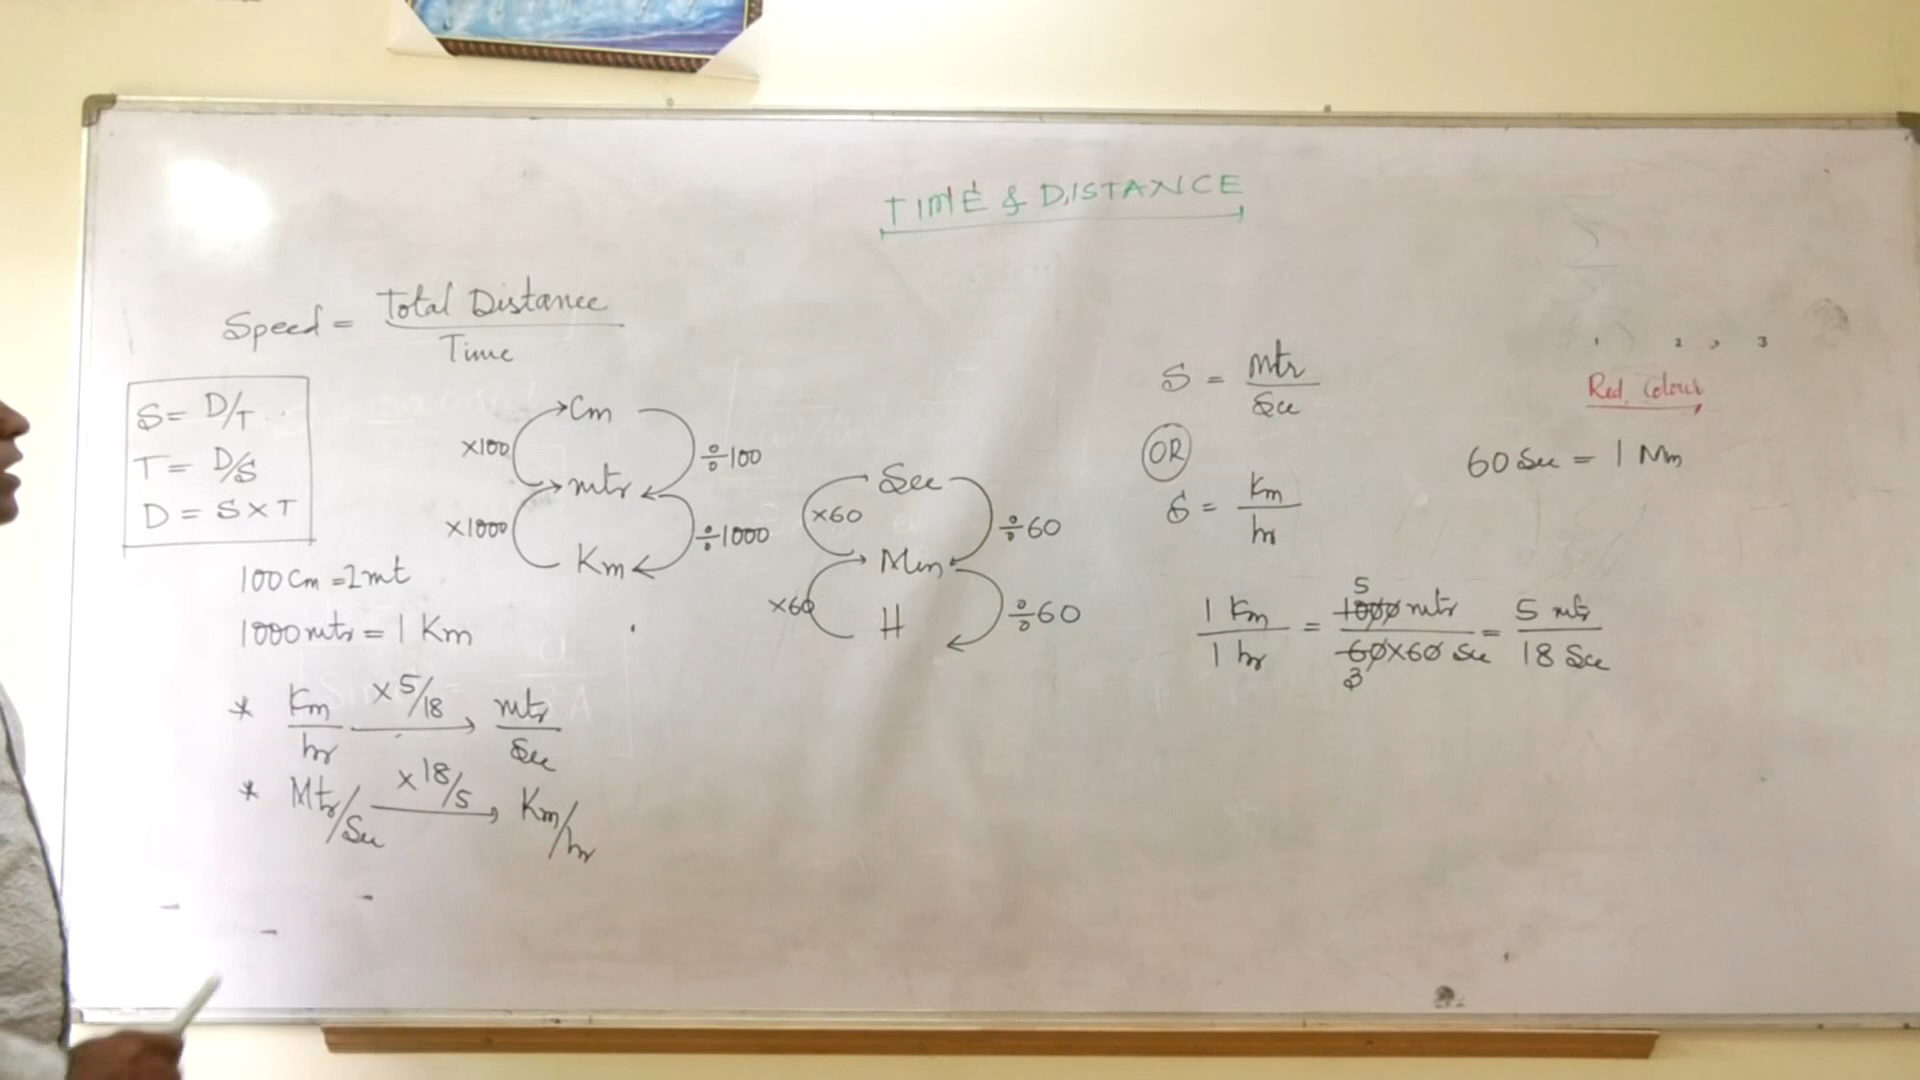 TIME & DISTANCE
Speed = Total Distance / Time
S = D/T
T = D/S
D = S X T
100 Cm = 1 mt
1000 mts = 1 Km
* Km/hr ×5/18 → mtr/Sec
* Mtr/Sec ×18/5 → Km/hr
Cm
×100
÷100
mtr
×1000
÷1000
Km
Sec
×60
÷60
Min
×60
÷60
H
S = mtr/Sec
OR
S = Km/hr
1 2 , 3
Red Colour
60 Sec = 1 Min
5
1 Km/1 hr = 1000 mtr/60×60 Sec = 5 mtr/18 Sec
3